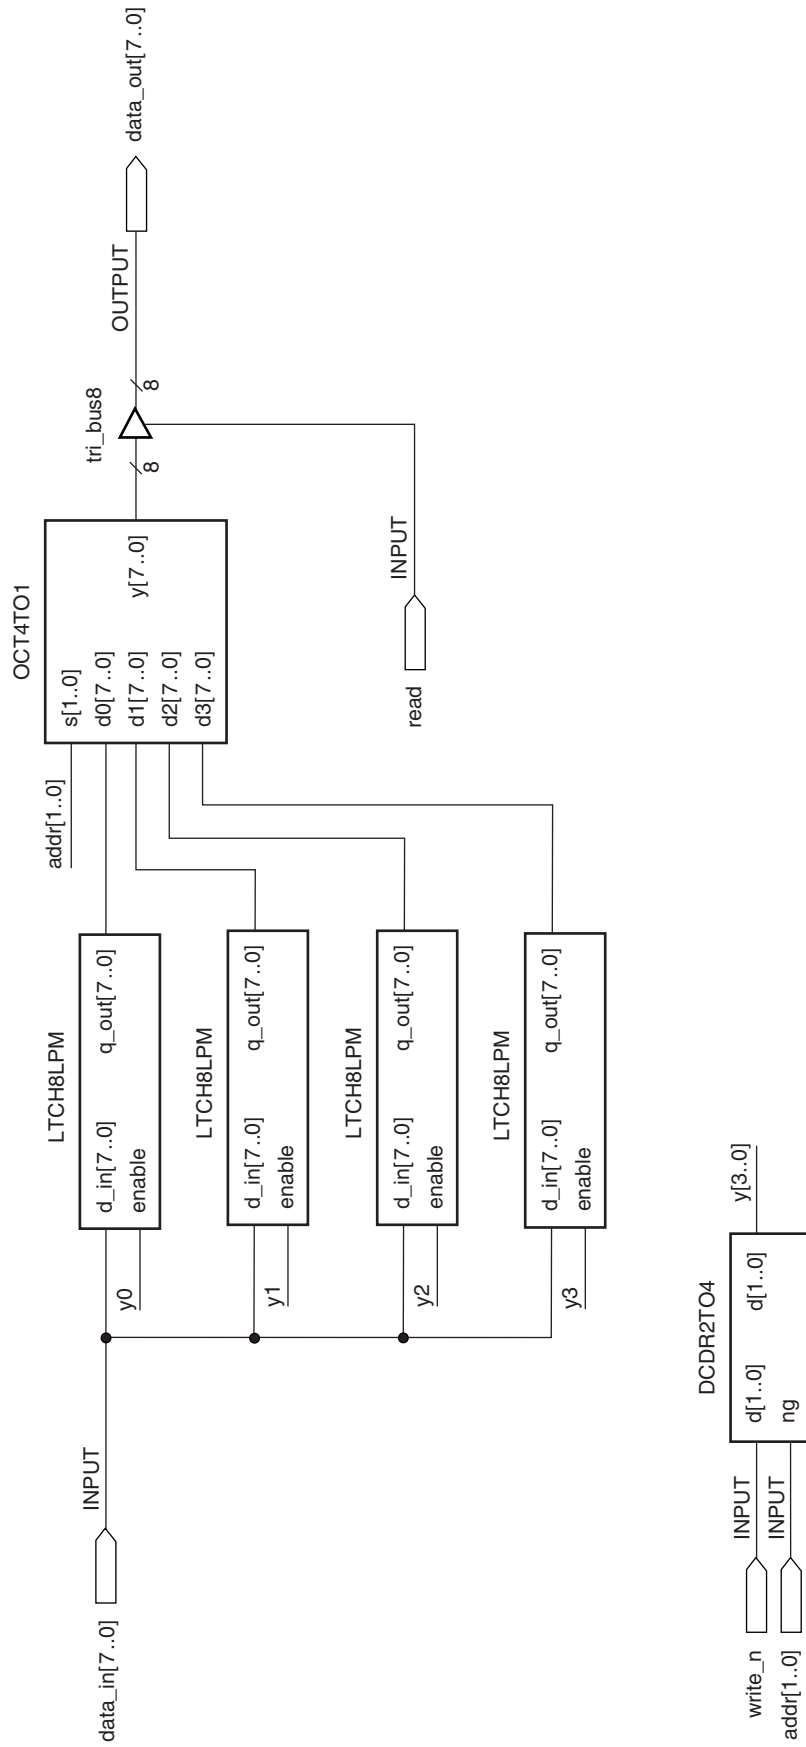 data_in[7..0]
INPUT
LTCH8LPM
d_in[7..0]
q_out[7..0]
enable
y0
LTCH8LPM
d_in[7..0]
q_out[7..0]
enable
y1
LTCH8LPM
d_in[7..0]
q_out[7..0]
enable
y2
LTCH8LPM
d_in[7..0]
q_out[7..0]
enable
y3
OCT4TO1
addr[1..0]
s[1..0]
d0[7..0]
d1[7..0]
y[7..0]
d2[7..0]
d3[7..0]
tri_bus8
8
8
OUTPUT
data_out[7..0]
read
INPUT
DCDR2TO4
write_n
INPUT
d[1..0]
d[1..0]
y[3..0]
addr[1..0]
INPUT
ng